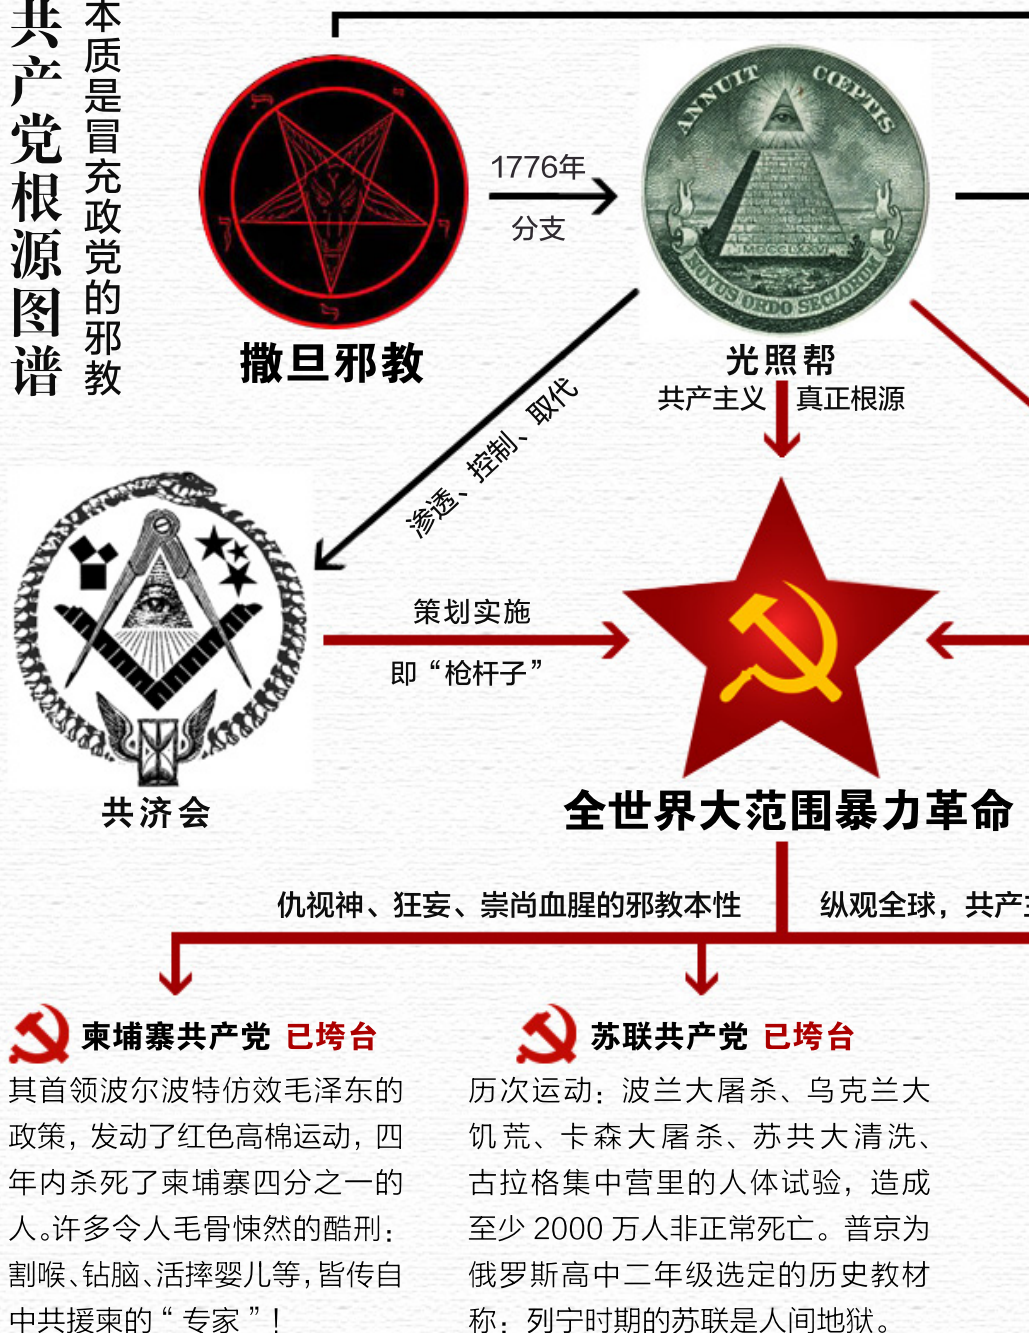 共产党根源图谱
本质是冒充政党的邪教
1776年
分支
ANNUIT CŒPTIS
MDCCLXXVI
NOVUS ORDO SECLORUM
撒旦邪教
光照帮
共产主义 真正根源
渗透、控制、取代
策划实施
即“枪杆子”
共济会
全世界大范围暴力革命
仇视神、狂妄、崇尚血腥的邪教本性
纵观全球，共产
柬埔寨共产党 已垮台
其首领波尔波特仿效毛泽东的
政策，发动了红色高棉运动，四
年内杀死了柬埔寨四分之一的
人。许多令人毛骨悚然的酷刑：
割喉、钻脑、活摔婴儿等，皆传自
中共援柬的“专家”！
苏联共产党 已垮台
历次运动：波兰大屠杀、乌克兰大
饥荒、卡森大屠杀、苏共大清洗、
古拉格集中营里的人体试验，造成
至少 2000 万人非正常死亡。普京为
俄罗斯高中二年级选定的历史教材
称：列宁时期的苏联是人间地狱。